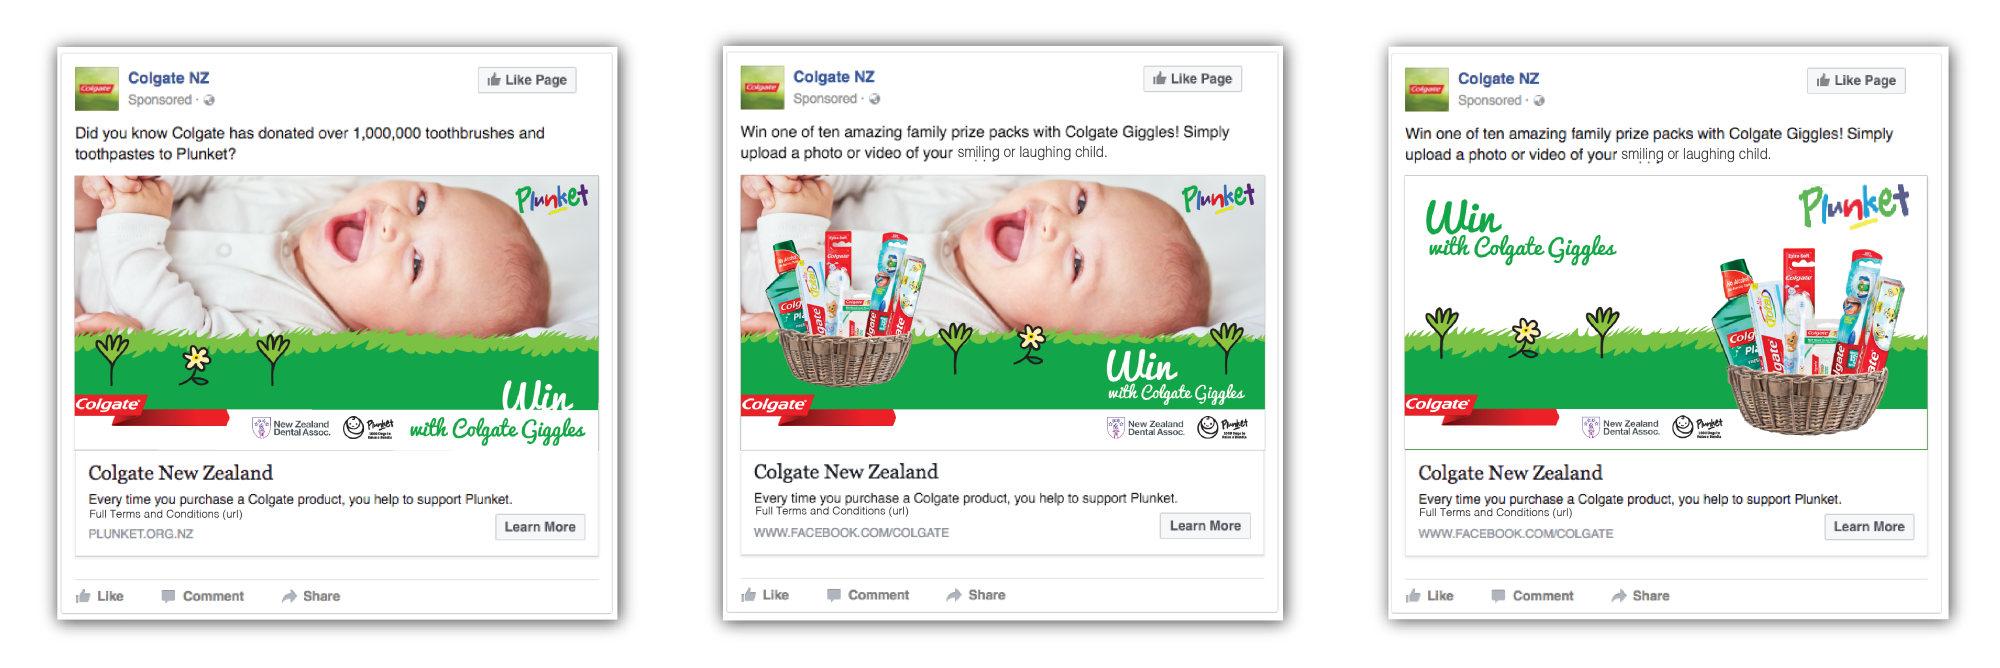 Colgate NZ
Like Page
Sponsored ·
Did you know Colgate has donated over 1,000,000 toothbrushes and
toothpastes to Plunket?
Plunket
Win
with Colgate Giggles
Colgate
New Zealand
Dental Assoc.
Plunket
Colgate New Zealand
Every time you purchase a Colgate product, you help to support Plunket.
Full Terms and Conditions (url)
PLUNKET.ORG.NZ
Learn More
Like
Comment
Share
Colgate NZ
Like Page
Sponsored ·
Win one of ten amazing family prize packs with Colgate Giggles! Simply
upload a photo or video of your smiling or laughing child.
Plunket
Colgate
Win
with Colgate Giggles
Colgate
New Zealand
Dental Assoc.
Plunket
Colgate New Zealand
Every time you purchase a Colgate product, you help to support Plunket.
Full Terms and Conditions (url)
WWW.FACEBOOK.COM/COLGATE
Learn More
Like
Comment
Share
Colgate NZ
Like Page
Sponsored ·
Win one of ten amazing family prize packs with Colgate Giggles! Simply
upload a photo or video of your smiling or laughing child.
Win
with Colgate Giggles
Plunket
Colgate
Colgate
New Zealand
Dental Assoc.
Plunket
Colgate New Zealand
Every time you purchase a Colgate product, you help to support Plunket.
Full Terms and Conditions (url)
WWW.FACEBOOK.COM/COLGATE
Learn More
Like
Comment
Share